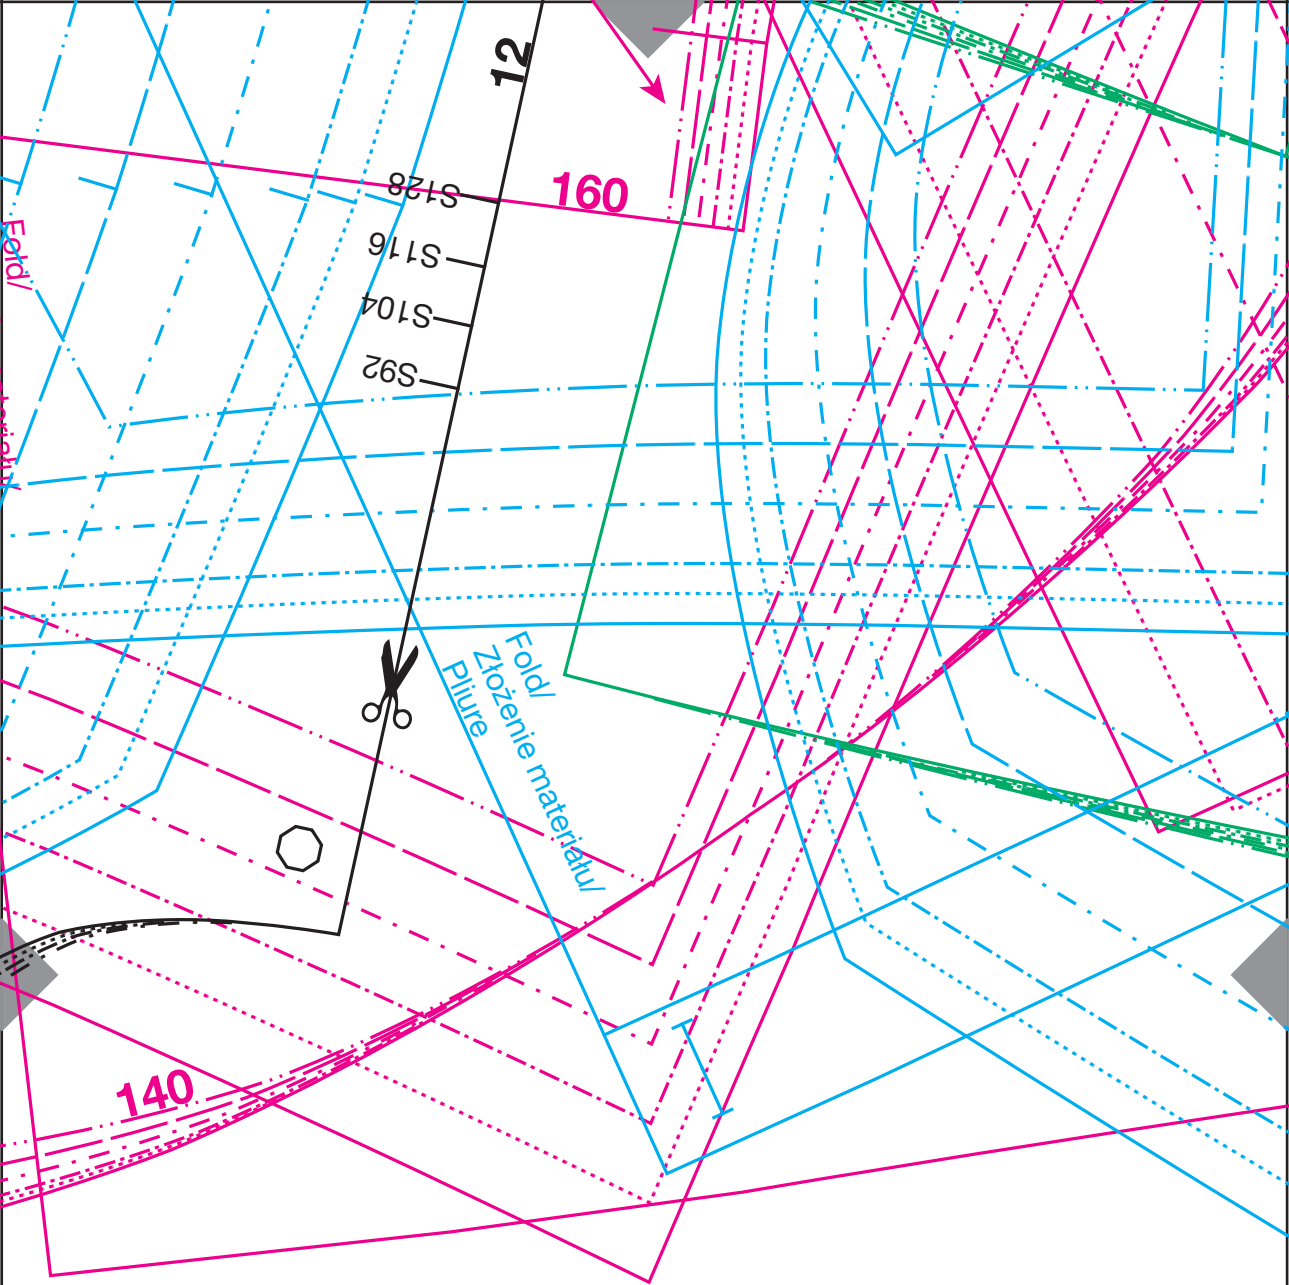 12
S128
160
S116
Fold/
S104
S92
Fold/
Złożenie materiału/
Pliure
140